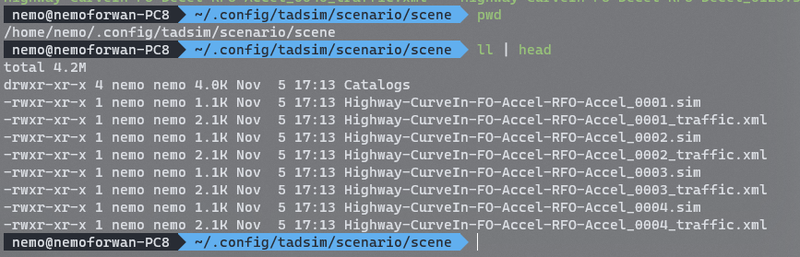 nemo@nemoforwan-PC8 ~/.config/tadsim/scenario/scene pwd
/home/nemo/.config/tadsim/scenario/scene
nemo@nemoforwan-PC8 ~/.config/tadsim/scenario/scene ll | head
total 4.2M
drwxr-xr-x 4 nemo nemo 4.0K Nov  5 17:13 Catalogs
-rwxr-xr-x 1 nemo nemo 1.1K Nov  5 17:13 Highway-CurveIn-FO-Accel-RFO-Accel_0001.sim
-rwxr-xr-x 1 nemo nemo 2.1K Nov  5 17:13 Highway-CurveIn-FO-Accel-RFO-Accel_0001_traffic.xml
-rwxr-xr-x 1 nemo nemo 1.1K Nov  5 17:13 Highway-CurveIn-FO-Accel-RFO-Accel_0002.sim
-rwxr-xr-x 1 nemo nemo 2.1K Nov  5 17:13 Highway-CurveIn-FO-Accel-RFO-Accel_0002_traffic.xml
-rwxr-xr-x 1 nemo nemo 1.1K Nov  5 17:13 Highway-CurveIn-FO-Accel-RFO-Accel_0003.sim
-rwxr-xr-x 1 nemo nemo 2.1K Nov  5 17:13 Highway-CurveIn-FO-Accel-RFO-Accel_0003_traffic.xml
-rwxr-xr-x 1 nemo nemo 1.1K Nov  5 17:13 Highway-CurveIn-FO-Accel-RFO-Accel_0004.sim
-rwxr-xr-x 1 nemo nemo 2.1K Nov  5 17:13 Highway-CurveIn-FO-Accel-RFO-Accel_0004_traffic.xml
nemo@nemoforwan-PC8 ~/.config/tadsim/scenario/scene